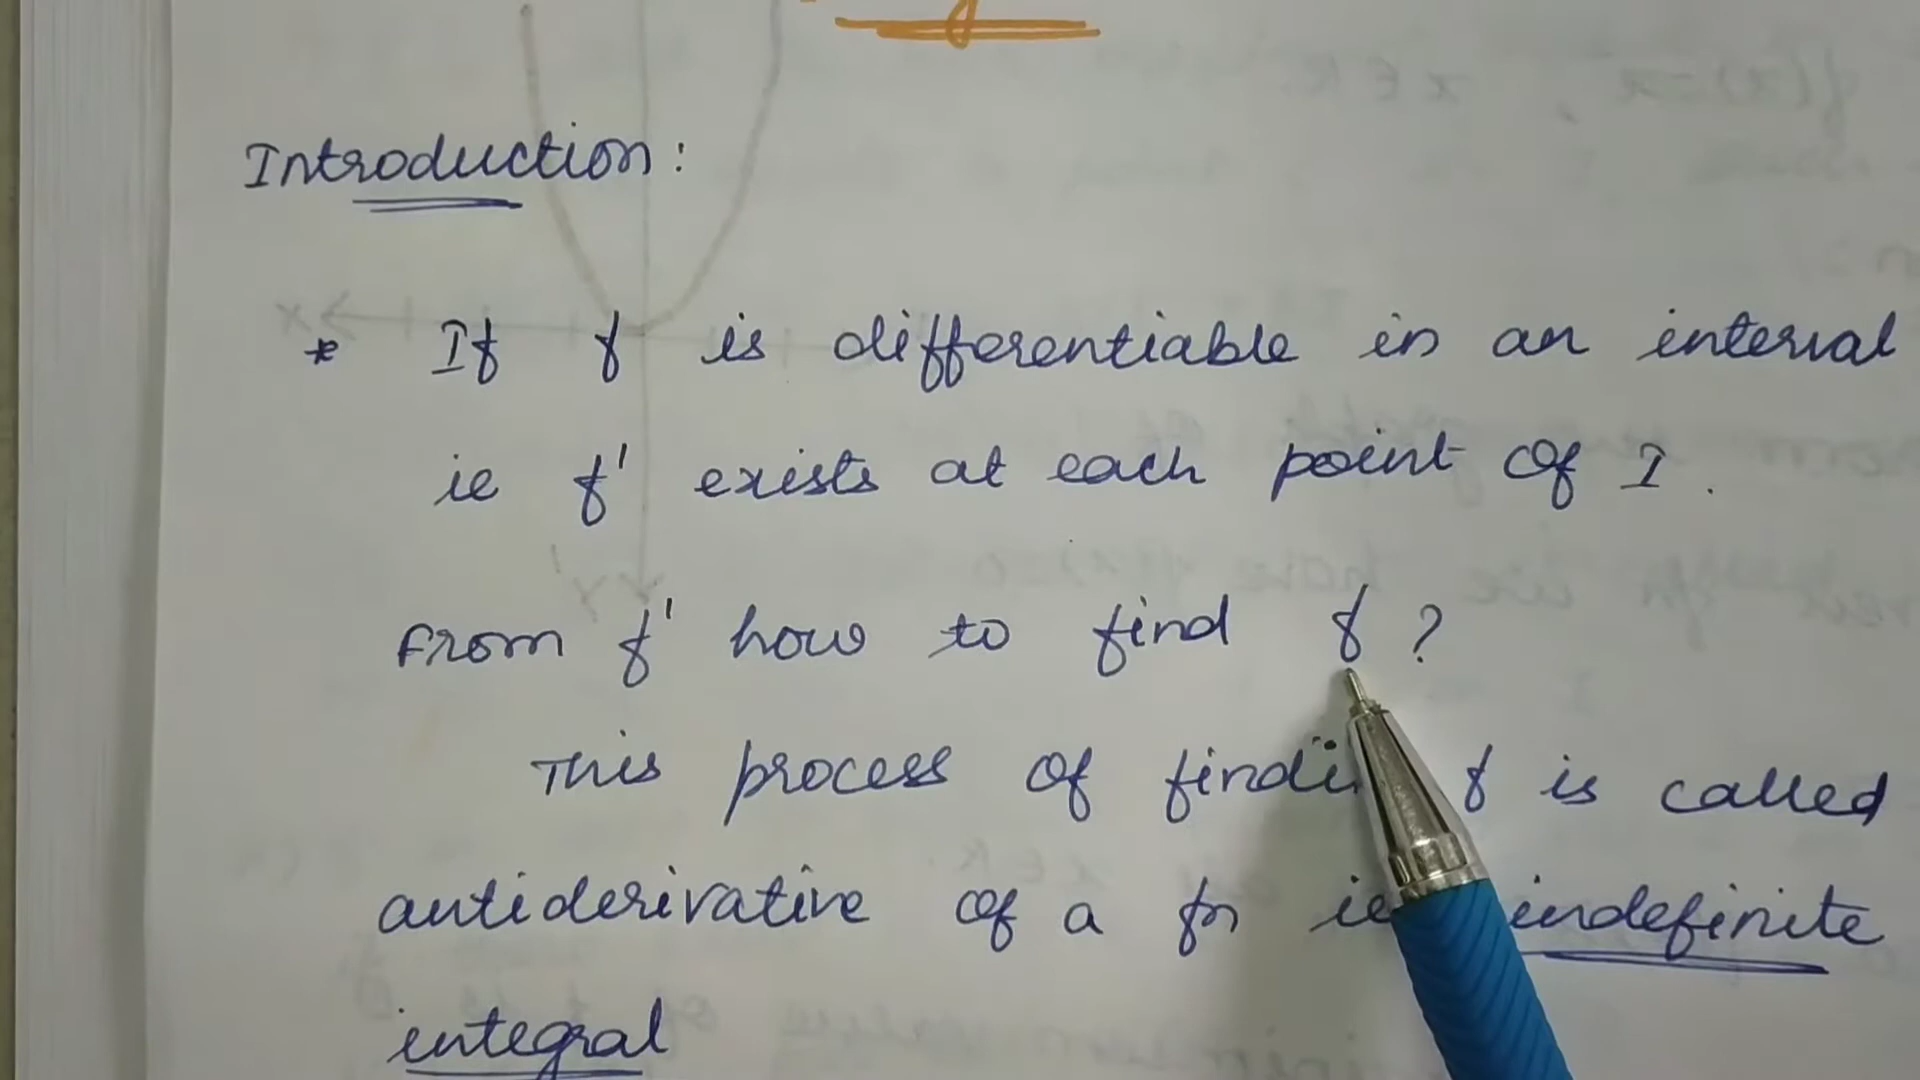 Introduction:
* If f is differentiable in an interval
ie f' exists at each point of I.
From f' how to find f?
This process of findi f is called
antiderivative of a fn ie indefinite
integral